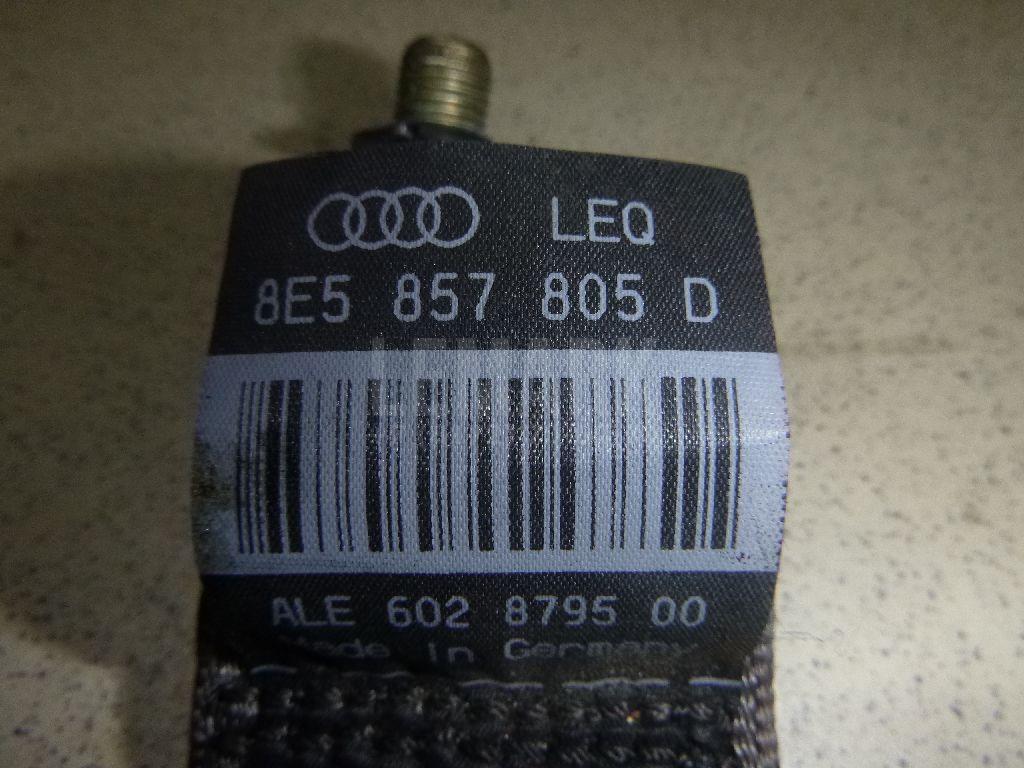 LEQ
8E5 857 805 D
ALE 602 8795 00
Made in Germany